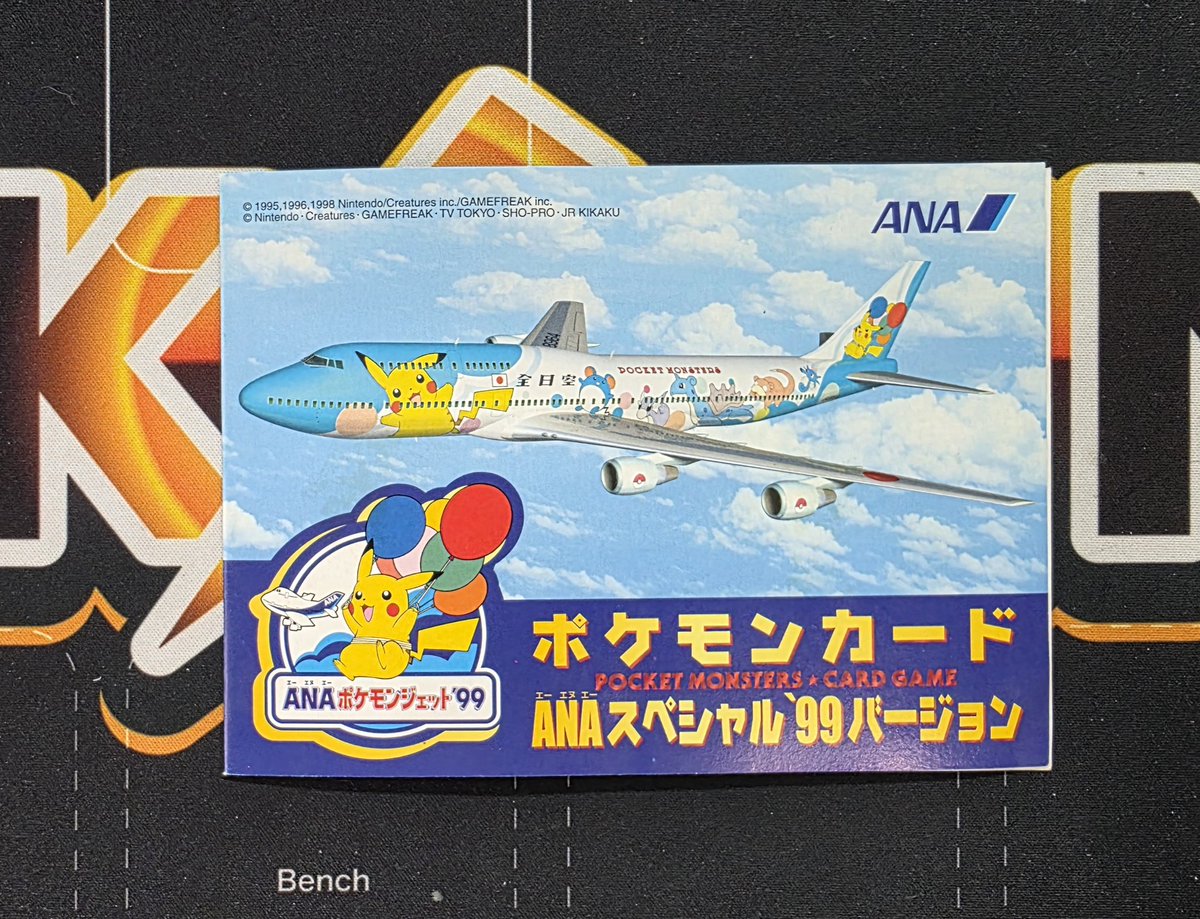 © 1995,1996,1998 Nintendo/Creatures inc./GAMEFREAK inc.
© Nintendo・Creatures・GAMEFREAK・TV TOKYO・SHO-PRO・JR KIKAKU
ANA
POCKET MONSTERS
全日空
ANA
エー エヌ エー
ANAポケモンジェット'99
ポケモンカード
POCKET MONSTERS★CARD GAME
エー エヌ エー
ANAスペシャル'99バージョン
Bench